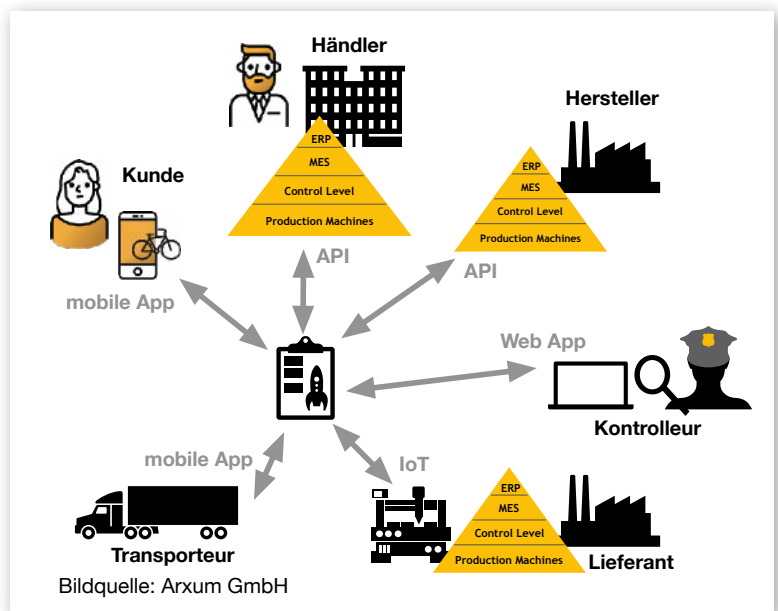 Händler
ERP
MES
Control Level
Production Machines
Hersteller
ERP
MES
Control Level
Production Machines
Kunde
API
API
mobile App
Web App
Kontrolleur
mobile App
IoT
ERP
MES
Control Level
Production Machines
Transporteur
Lieferant
Bildquelle: Arxum GmbH